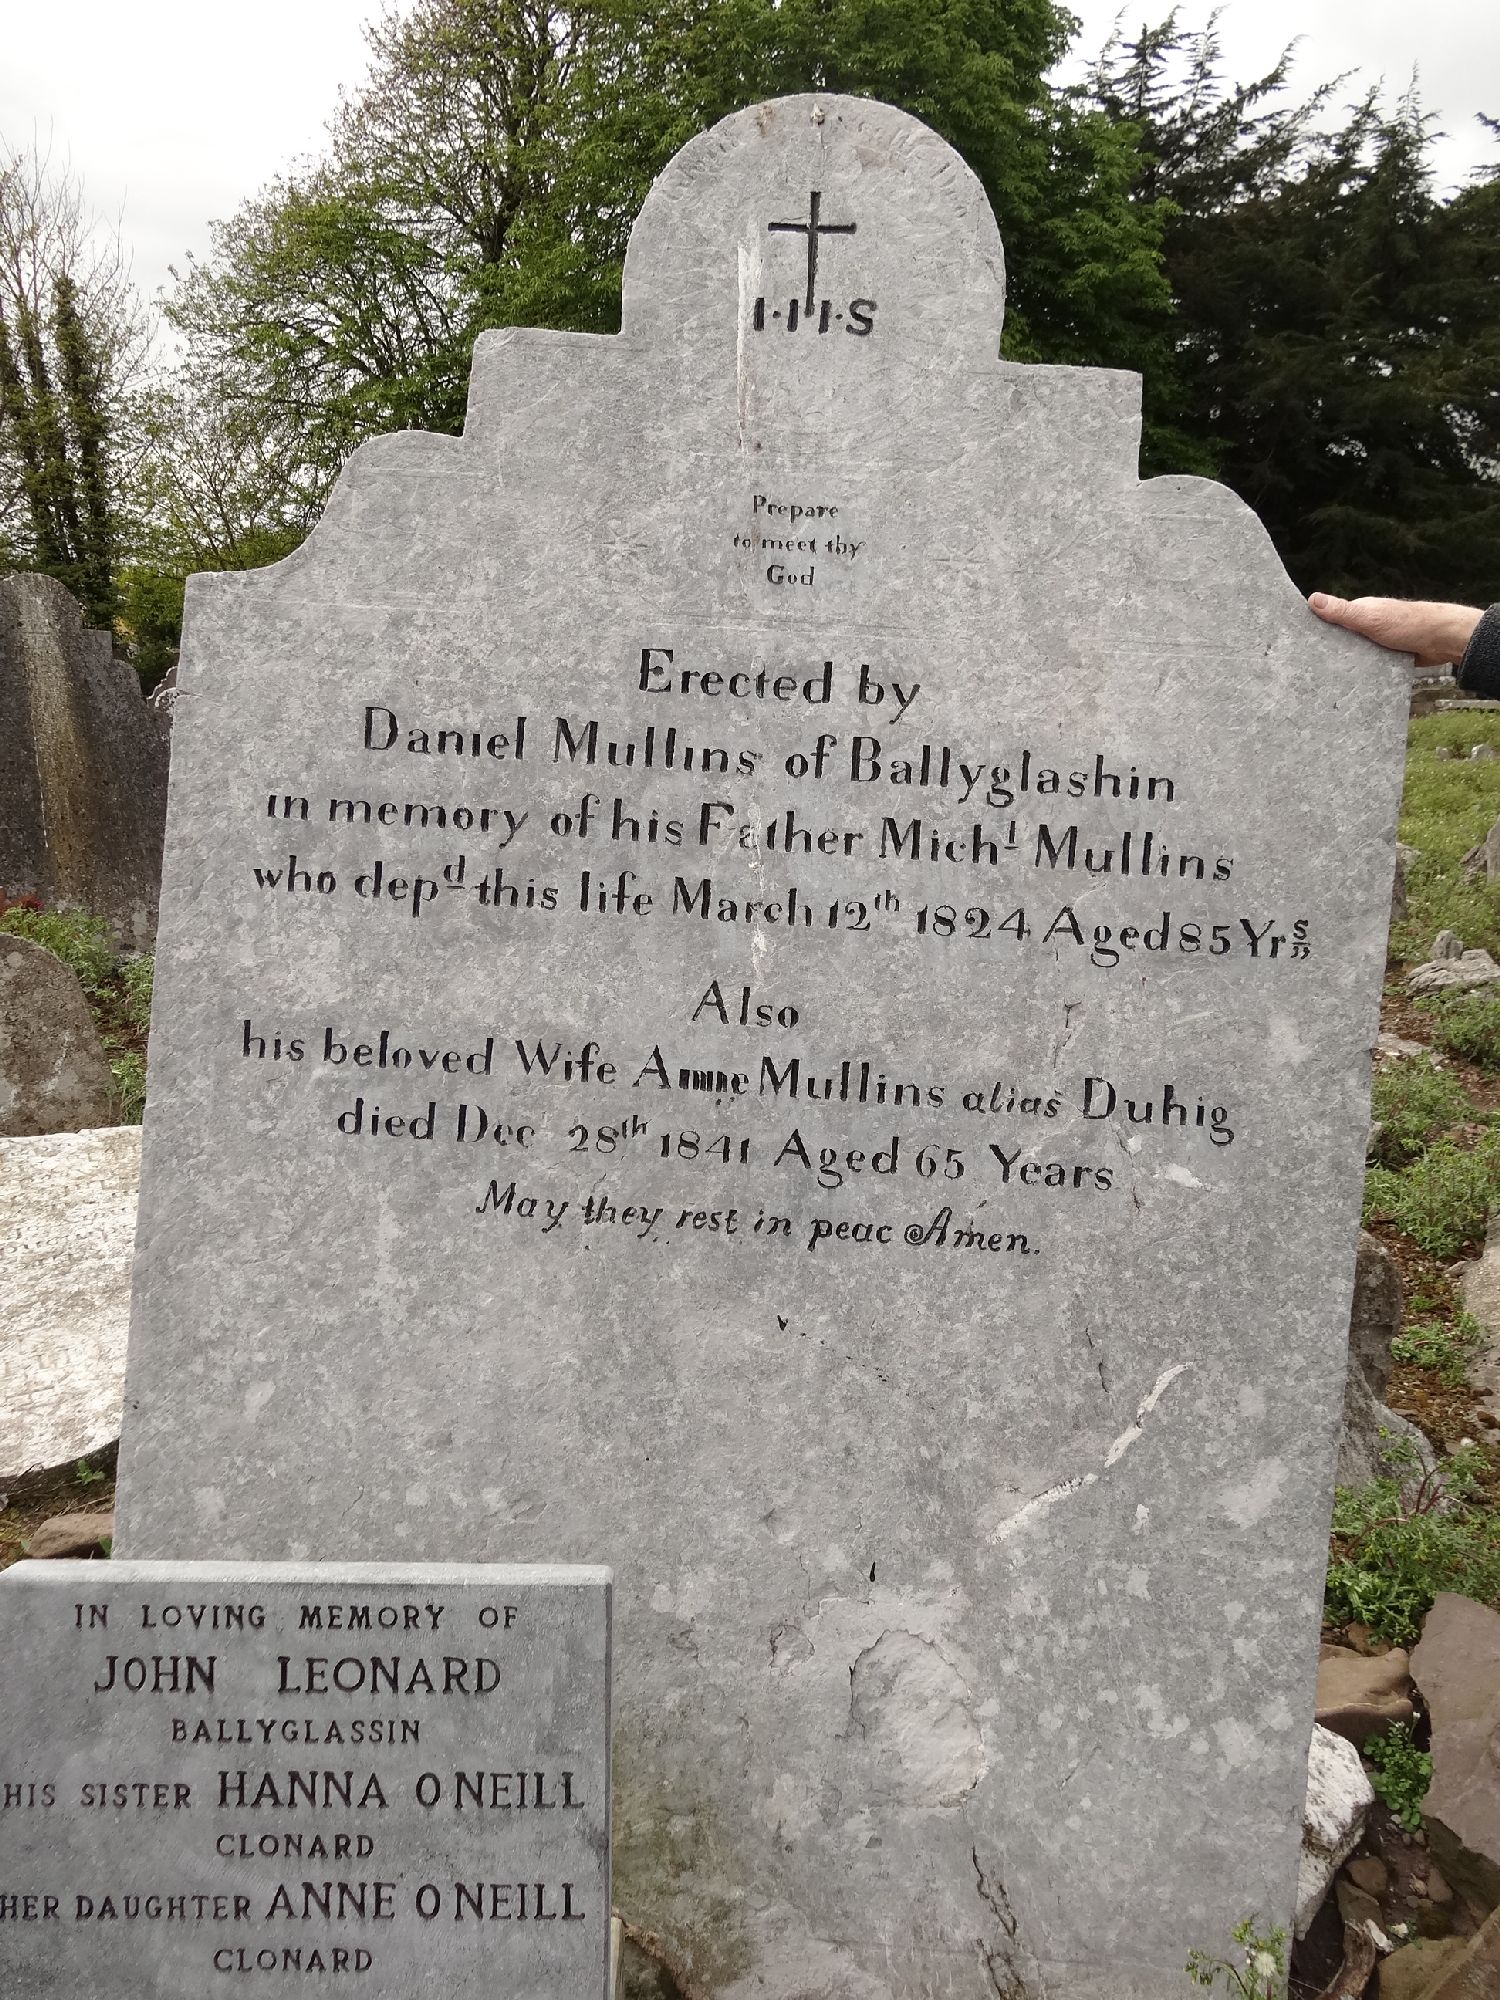 I·H·S
Prepare
to meet thy
God
Erected by
Daniel Mullins of Ballyglashin
in memory of his Father Michl Mullins
who depd this life March 12th 1824 Aged 85 Yrs
Also
his beloved Wife Anne Mullins alias Duhig
died Dec 28th 1841 Aged 65 Years
May they rest in peac Amen.
IN LOVING MEMORY OF
JOHN LEONARD
BALLYGLASSIN
HIS SISTER HANNA O NEILL
CLONARD
HER DAUGHTER ANNE O NEILL
CLONARD